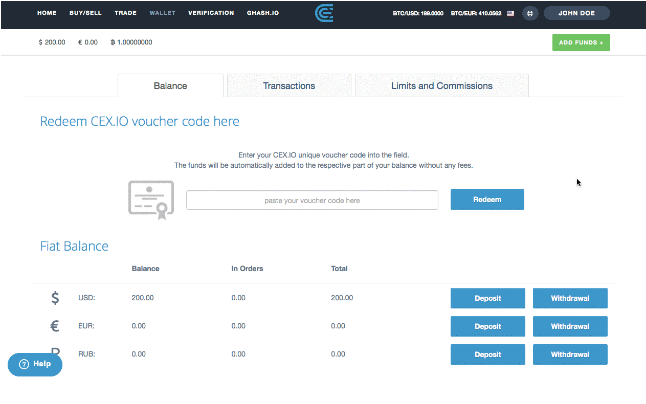 HOME BUY/SELL TRADE WALLET VERIFICATION GHASH.IO BTC/USD: 199.0000 BTC/EUR: 410.0563 JOHN DOE
$ 200.00 € 0.00 ฿ 1.00000000 ADD FUNDS »
Balance Transactions Limits and Commissions
Redeem CEX.IO voucher code here
Enter your CEX.IO unique voucher code into the field.
The funds will be automatically added to the respective part of your balance without any fees.
paste your voucher code here Redeem
Fiat Balance
Balance In Orders Total
$ USD: 200.00 0.00 200.00 Deposit Withdrawal
€ EUR: 0.00 0.00 0.00 Deposit Withdrawal
RUB: 0.00 0.00 0.00 Deposit Withdrawal
? Help